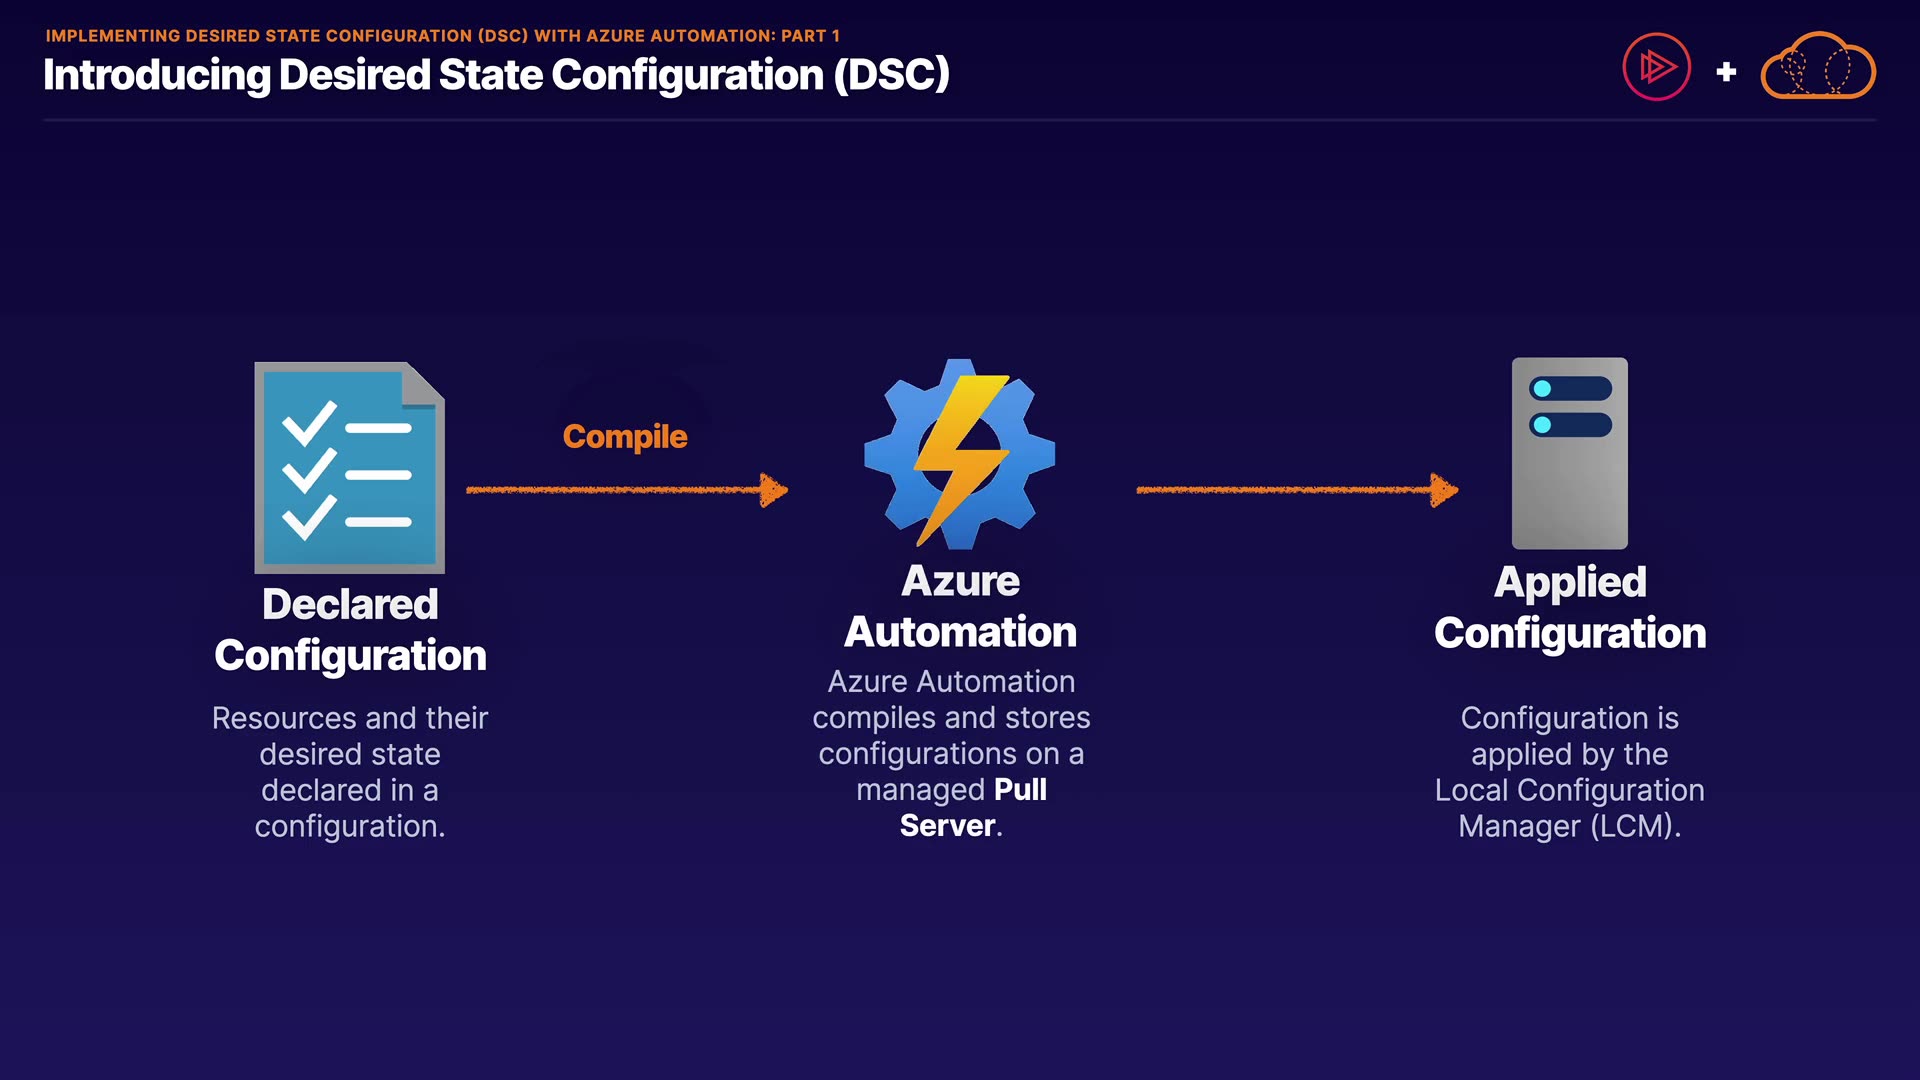 IMPLEMENTING DESIRED STATE CONFIGURATION (DSC) WITH AZURE AUTOMATION: PART 1
Introducing Desired State Configuration (DSC)
+
Compile
Declared
Configuration
Resources and their
desired state
declared in a
configuration.
Azure
Automation
Azure Automation
compiles and stores
configurations on a
managed Pull
Server.
Applied
Configuration
Configuration is
applied by the
Local Configuration
Manager (LCM).